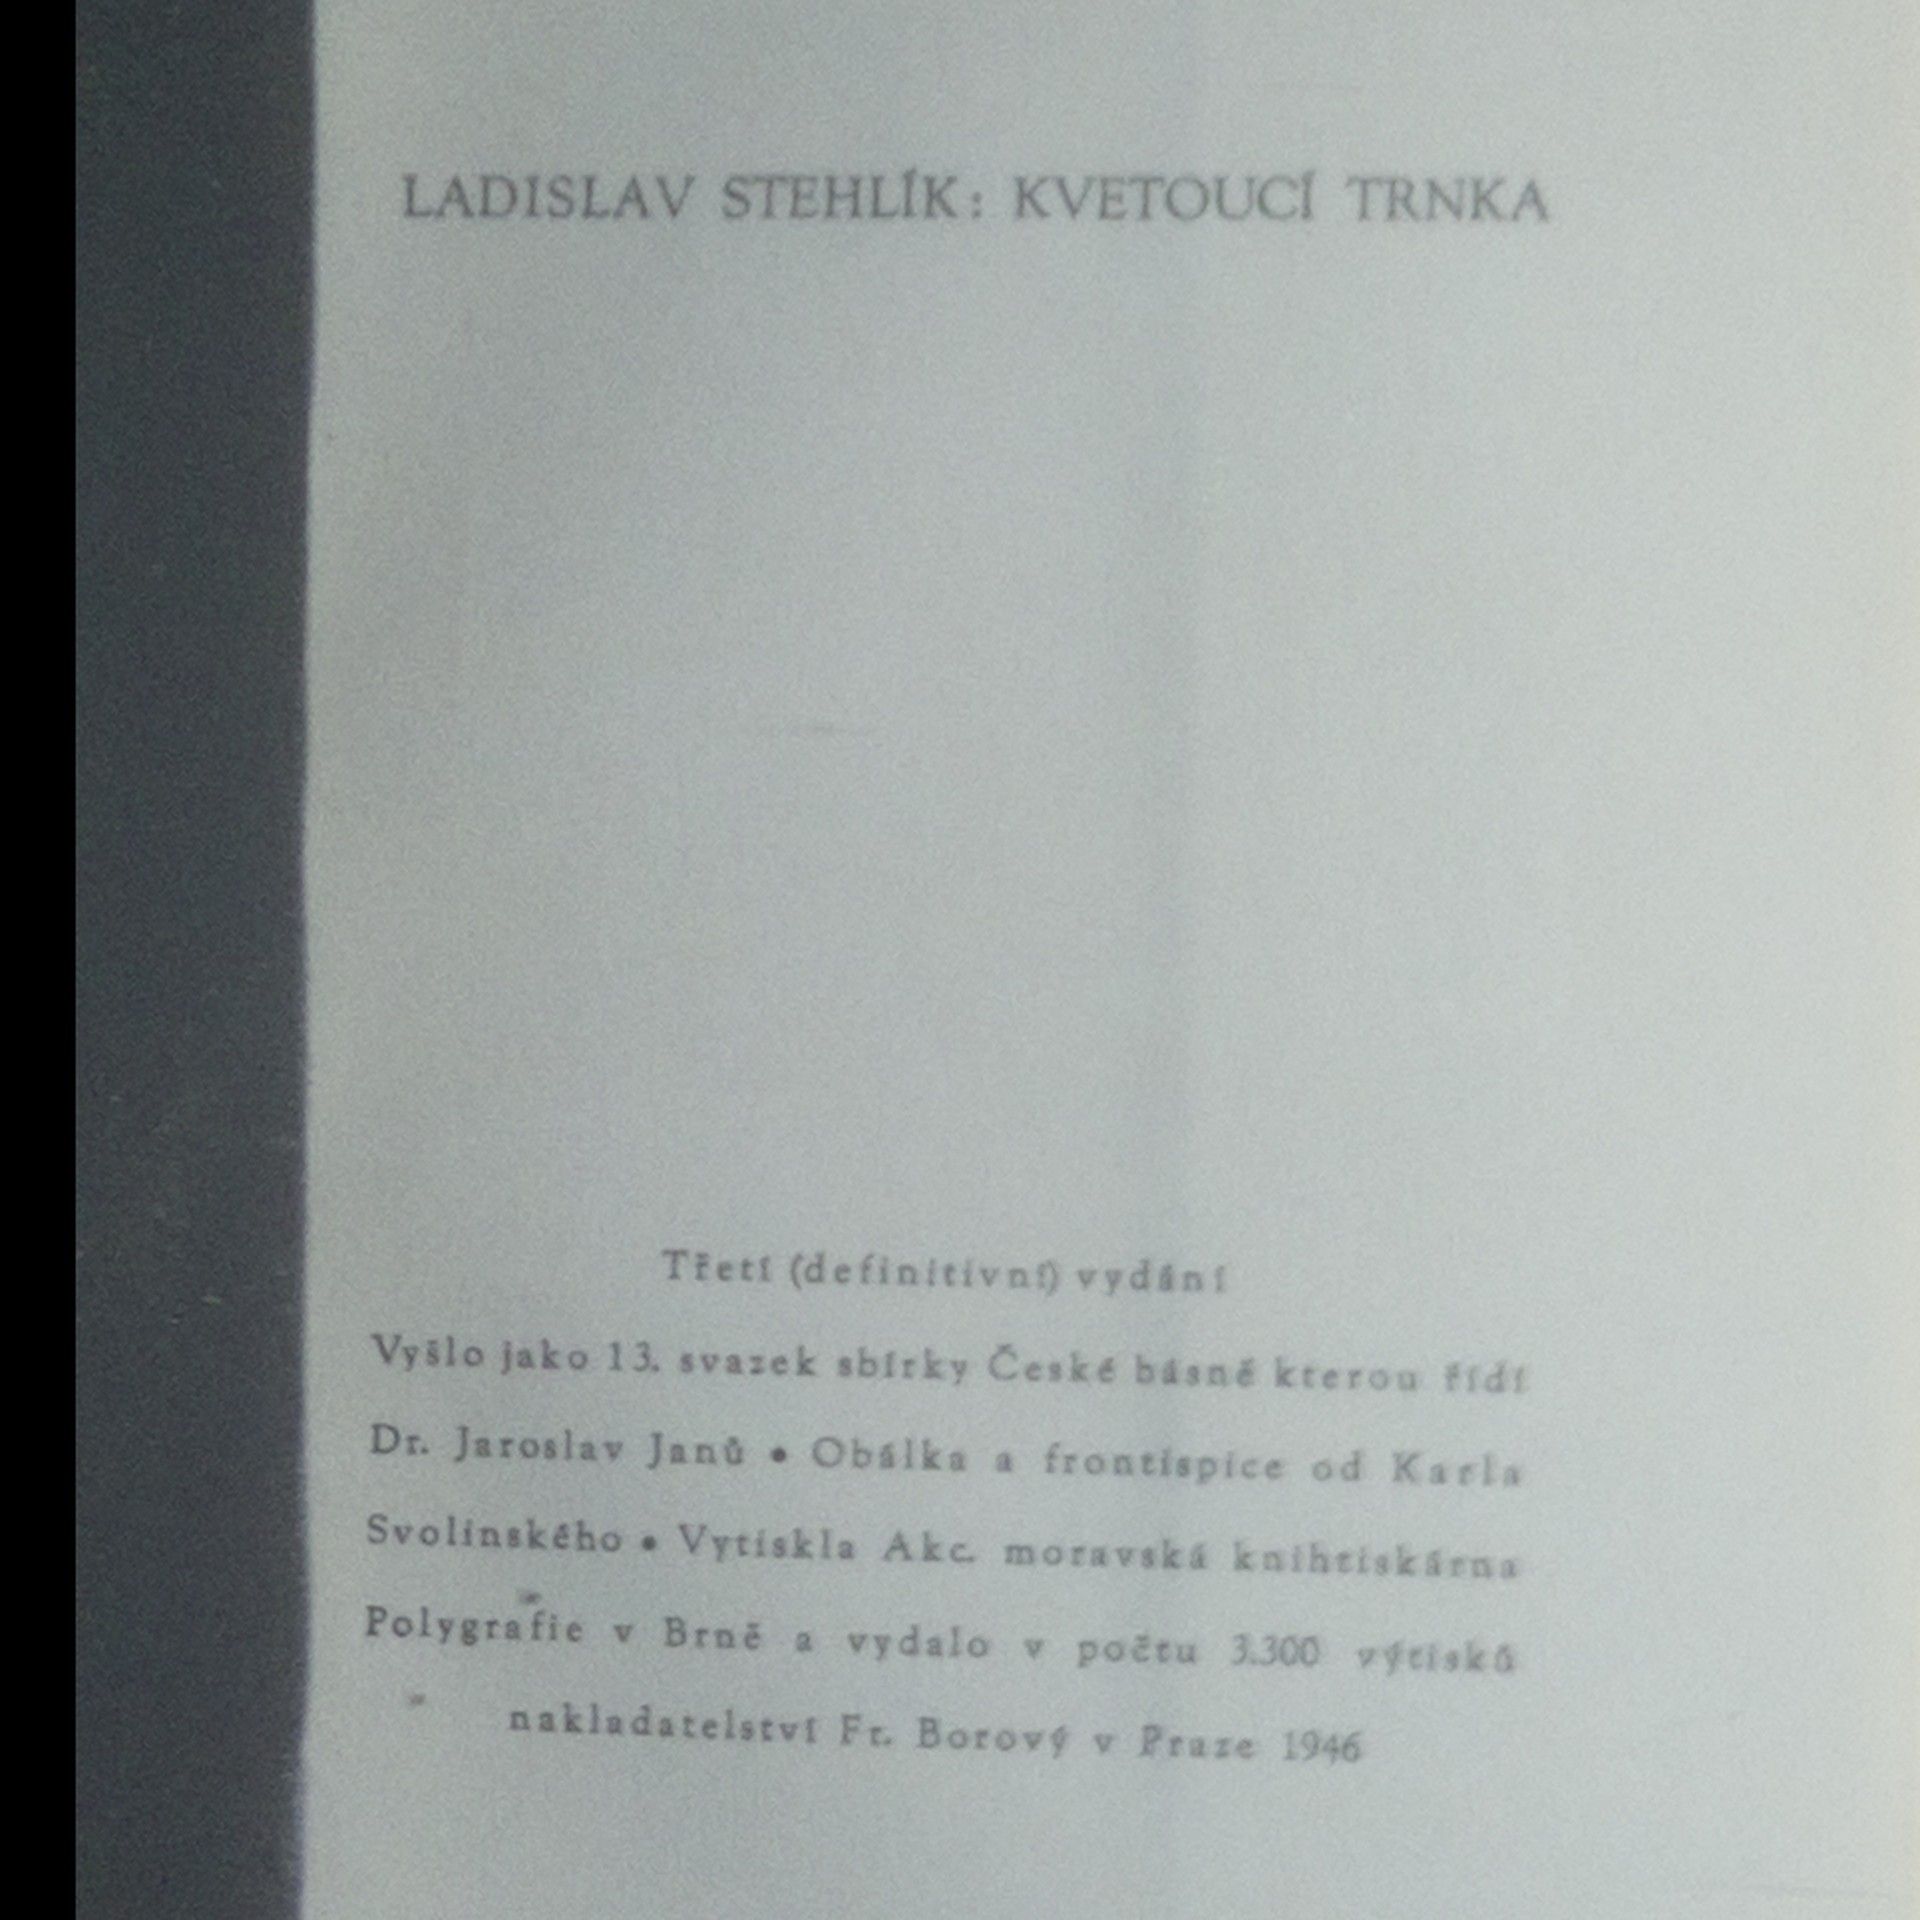 LADISLAV STEHLÍK: KVETOUCÍ TRNKA
Třetí (definitivní) vydání
Vyšlo jako 13. svazek sbírky České básně kterou řídí
Dr. Jaroslav Janů • Obálka a frontispice od Karla
Svolinského • Vytiskla Akc. moravská knihtiskárna
Polygrafie v Brně a vydalo v počtu 3.300 výtisků
nakladatelství Fr. Borový v Praze 1946